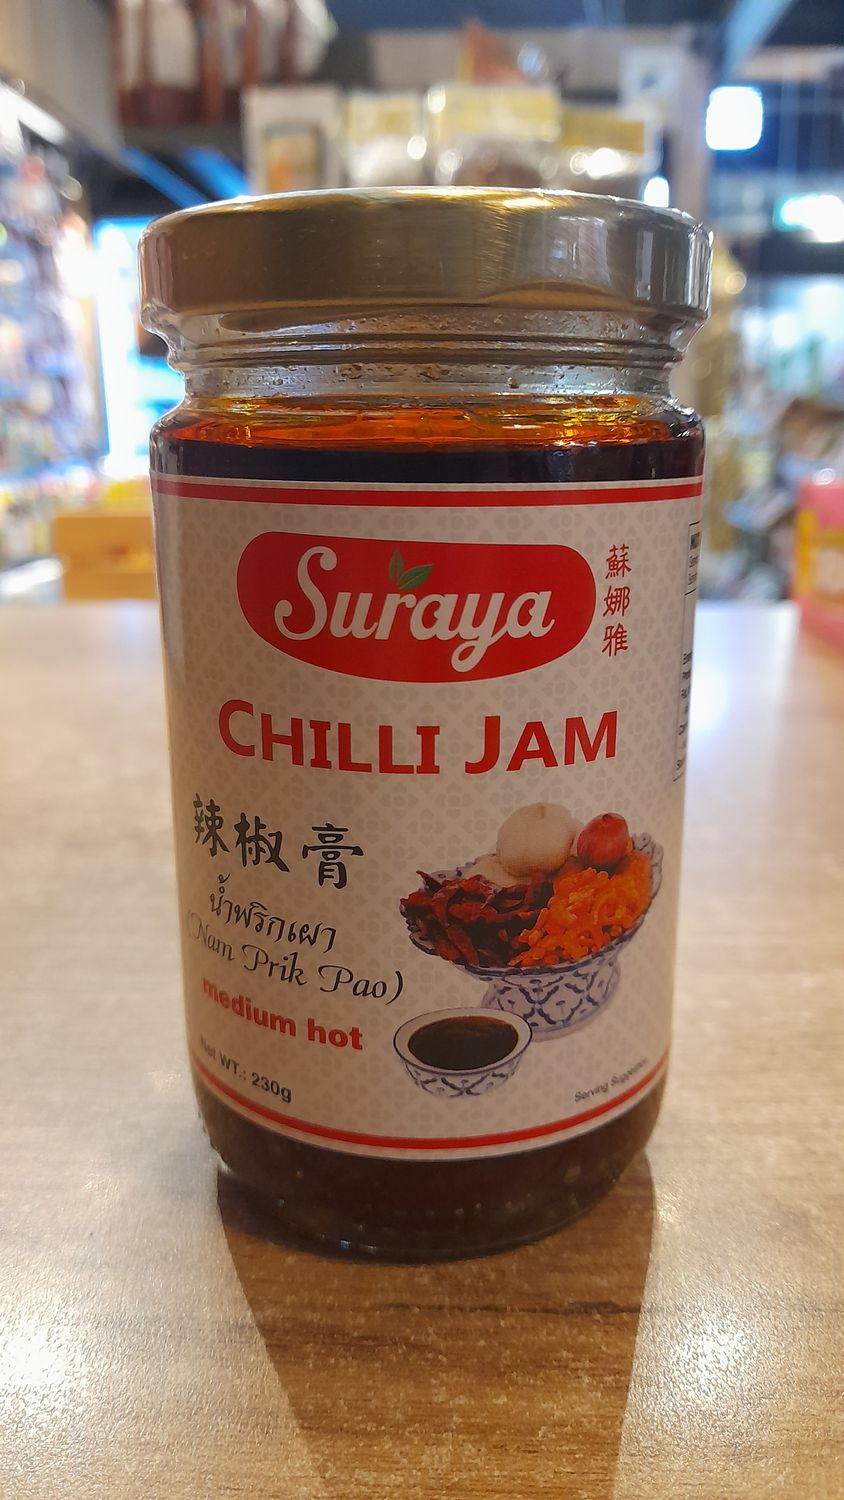 Suraya
蘇娜雅
CHILLI JAM
辣椒膏
น้ำพริกเผา
(Nam Prik Pao)
medium hot
Net WT.: 230g
Serving Suggestion